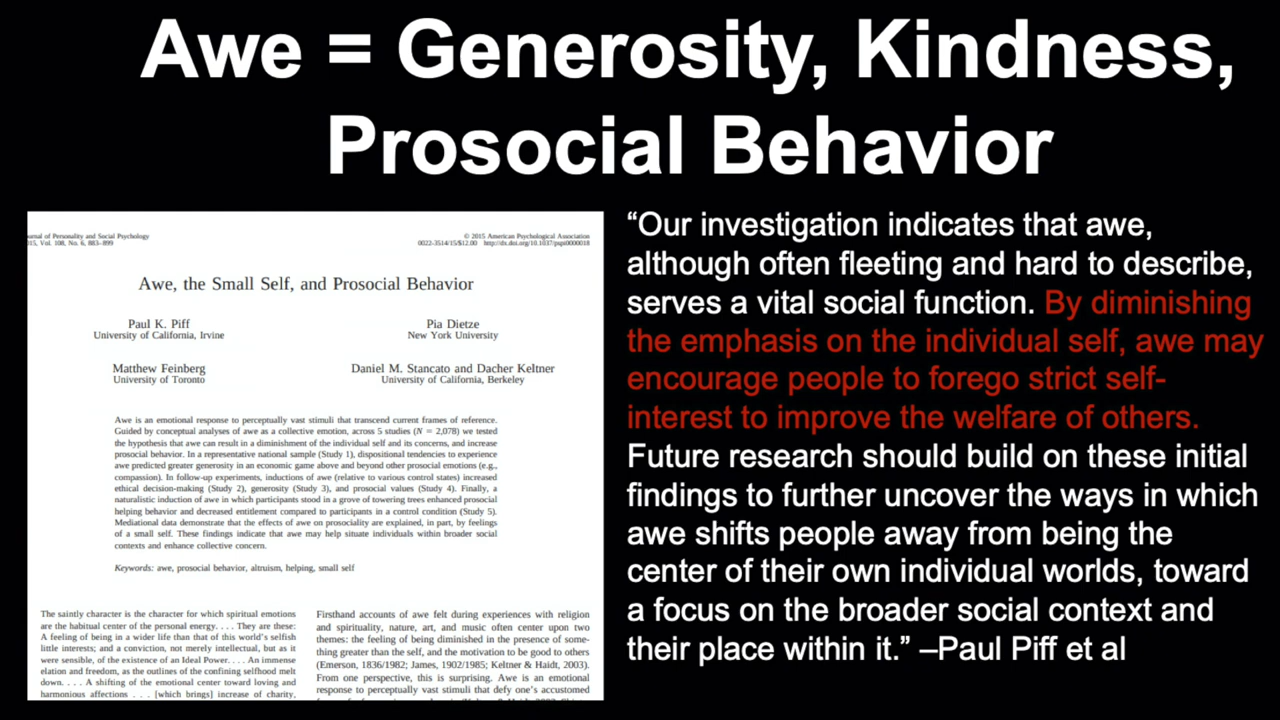 Awe = Generosity, Kindness,
Prosocial Behavior
urnal of Personality and Social Psychology
15, Vol. 108, No. 6, 883–899
© 2015 American Psychological Association
0022-3514/15/$12.00 http://dx.doi.org/10.1037/pspi0000018
Awe, the Small Self, and Prosocial Behavior
Paul K. Piff
University of California, Irvine
Pia Dietze
New York University
Matthew Feinberg
University of Toronto
Daniel M. Stancato and Dacher Keltner
University of California, Berkeley
Awe is an emotional response to perceptually vast stimuli that transcend current frames of reference.
Guided by conceptual analyses of awe as a collective emotion, across 5 studies (N = 2,078) we tested
the hypothesis that awe can result in a diminishment of the individual self and its concerns, and increase
prosocial behavior. In a representative national sample (Study 1), dispositional tendencies to experience
awe predicted greater generosity in an economic game above and beyond other prosocial emotions (e.g.,
compassion). In follow-up experiments, inductions of awe (relative to various control states) increased
ethical decision-making (Study 2), generosity (Study 3), and prosocial values (Study 4). Finally, a
naturalistic induction of awe in which participants stood in a grove of towering trees enhanced prosocial
helping behavior and decreased entitlement compared to participants in a control condition (Study 5).
Mediational data demonstrate that the effects of awe on prosociality are explained, in part, by feelings
of a small self. These findings indicate that awe may help situate individuals within broader social
contexts and enhance collective concern.
Keywords: awe, prosocial behavior, altruism, helping, small self
The saintly character is the character for which spiritual emotions
are the habitual center of the personal energy. . . . They are these:
A feeling of being in a wider life than that of this world's selfish
little interests; and a conviction, not merely intellectual, but as it
were sensible, of the existence of an Ideal Power. . . . An immense
elation and freedom, as the outlines of the confining selfhood melt
down. . . . A shifting of the emotional center toward loving and
harmonious affections . . . [which brings] increase of charity,
Firsthand accounts of awe felt during experiences with religion
and spirituality, nature, art, and music often center upon two
themes: the feeling of being diminished in the presence of some-
thing greater than the self, and the motivation to be good to others
(Emerson, 1836/1982; James, 1902/1985; Keltner & Haidt, 2003).
From one perspective, this is surprising. Awe is an emotional
response to perceptually vast stimuli that defy one's accustomed
“Our investigation indicates that awe,
although often fleeting and hard to describe,
serves a vital social function. By diminishing
the emphasis on the individual self, awe may
encourage people to forego strict self-
interest to improve the welfare of others.
Future research should build on these initial
findings to further uncover the ways in which
awe shifts people away from being the
center of their own individual worlds, toward
a focus on the broader social context and
their place within it.” –Paul Piff et al